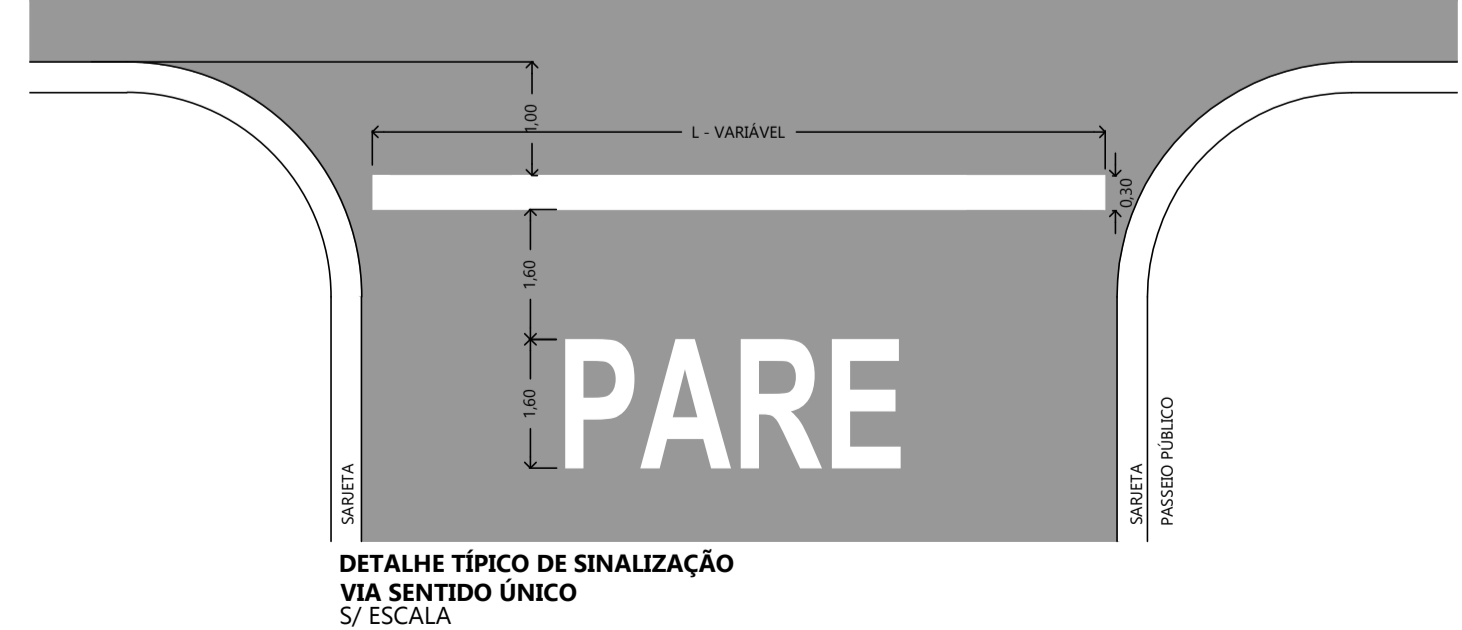 1,00
L - VARIÁVEL
0,30
1,60
PARE
1,60
SARJETA
SARJETA
PASSEIO PÚBLICO
DETALHE TÍPICO DE SINALIZAÇÃO
VIA SENTIDO ÚNICO
S/ ESCALA